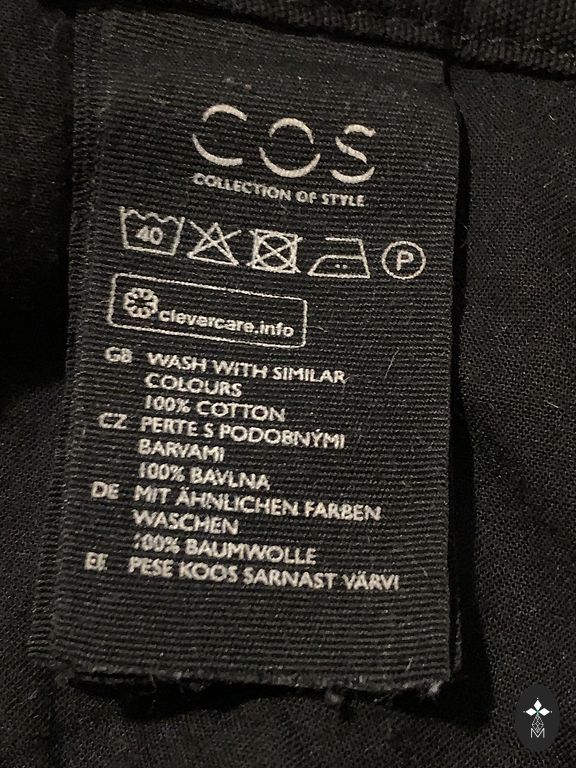 COS
COLLECTION OF STYLE
40
P
clevercare.info
GB WASH WITH SIMILAR
COLOURS
100% COTTON
CZ PERTE S PODOBNÝMI
BARVAMI
100% BAVLNA
DE MIT ÄHNLICHEN FARBEN
WASCHEN
100% BAUMWOLLE
EE PESE KOOS SARNAST VÄRVI
M